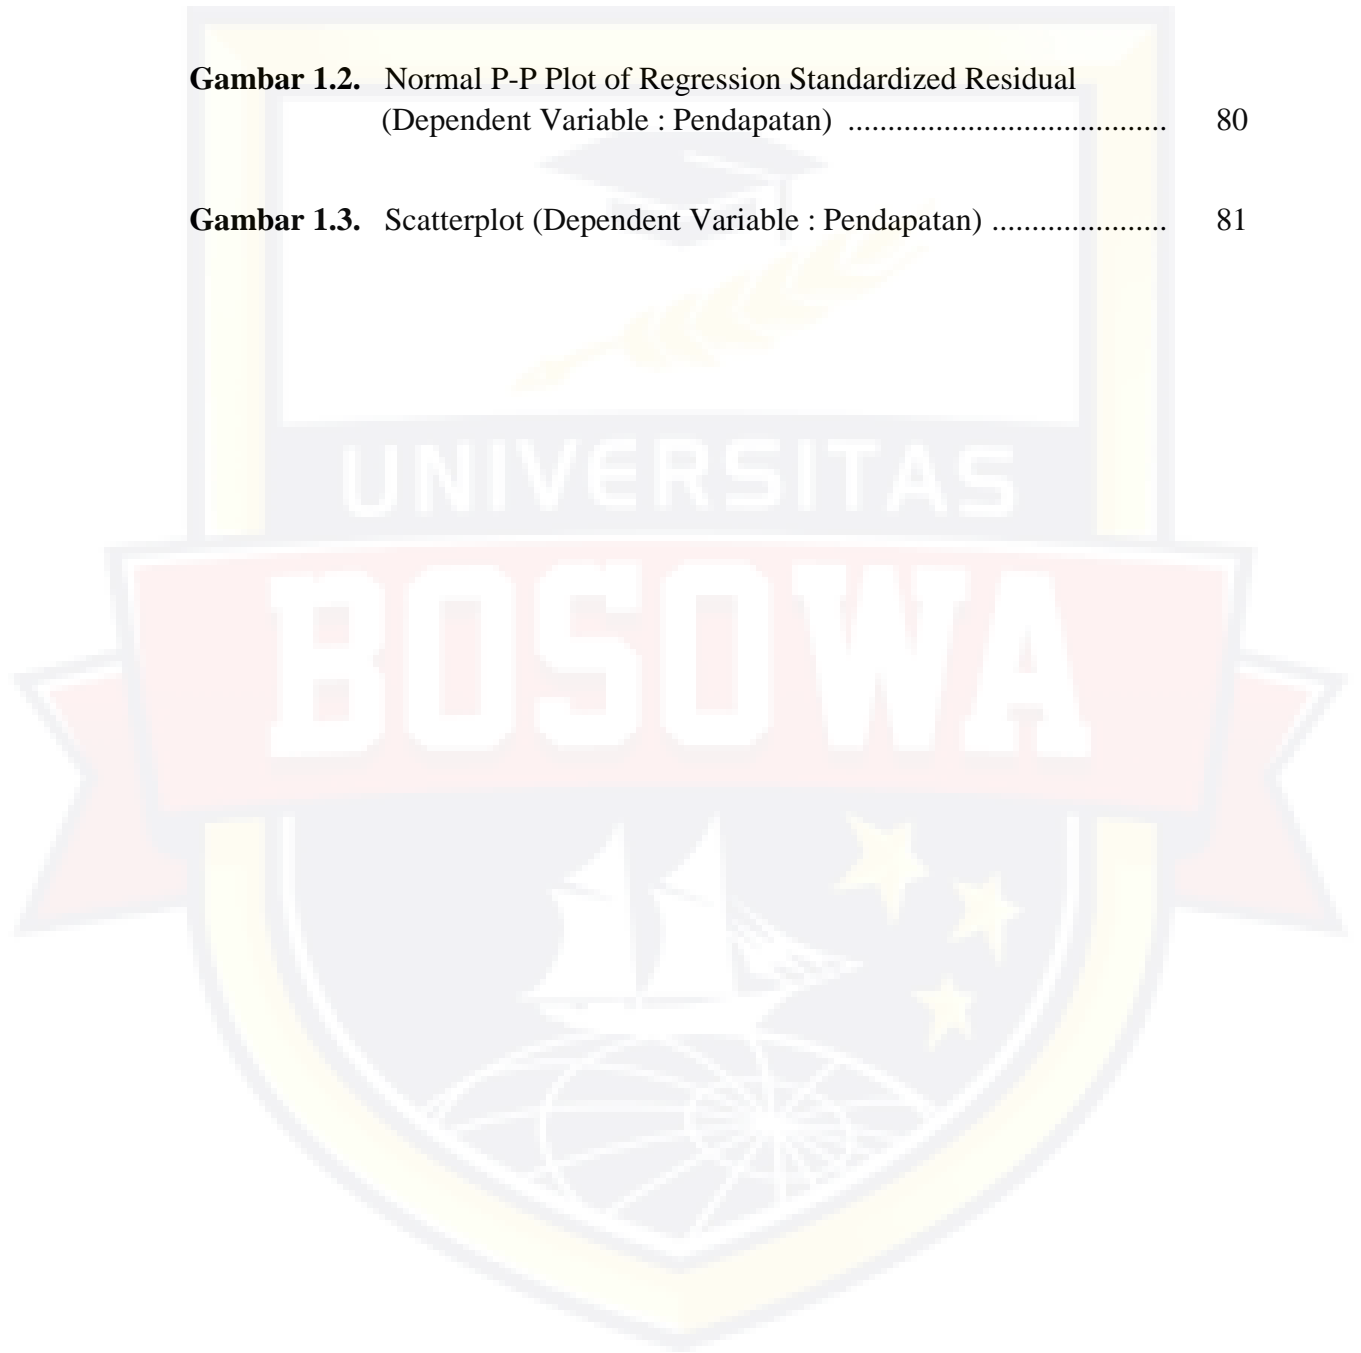 Gambar 1.2. Normal P-P Plot of Regression Standardized Residual
(Dependent Variable : Pendapatan) ........................................ 80
Gambar 1.3. Scatterplot (Dependent Variable : Pendapatan) ...................... 81
UNIVERSITAS
BOSOWA